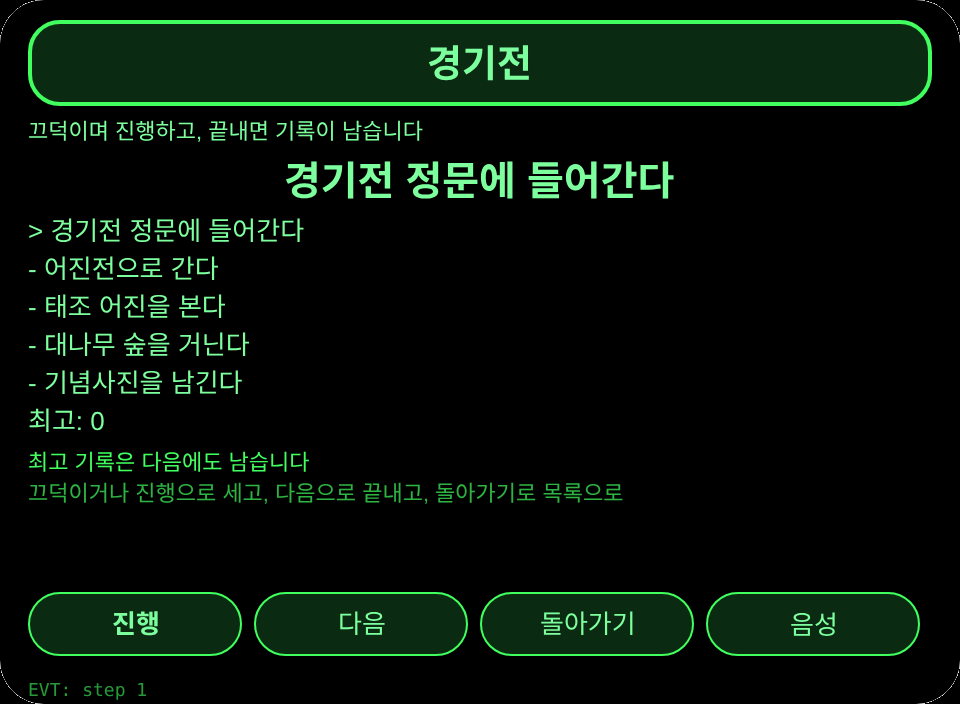 경기전
끄덕이며 진행하고, 끝내면 기록이 남습니다
경기전 정문에 들어간다
> 경기전 정문에 들어간다
- 어진전으로 간다
- 태조 어진을 본다
- 대나무 숲을 거닌다
- 기념사진을 남긴다
최고: 0
최고 기록은 다음에도 남습니다
끄덕이거나 진행으로 세고, 다음으로 끝내고, 돌아가기로 목록으로
진행 다음 돌아가기 음성
EVT: step 1